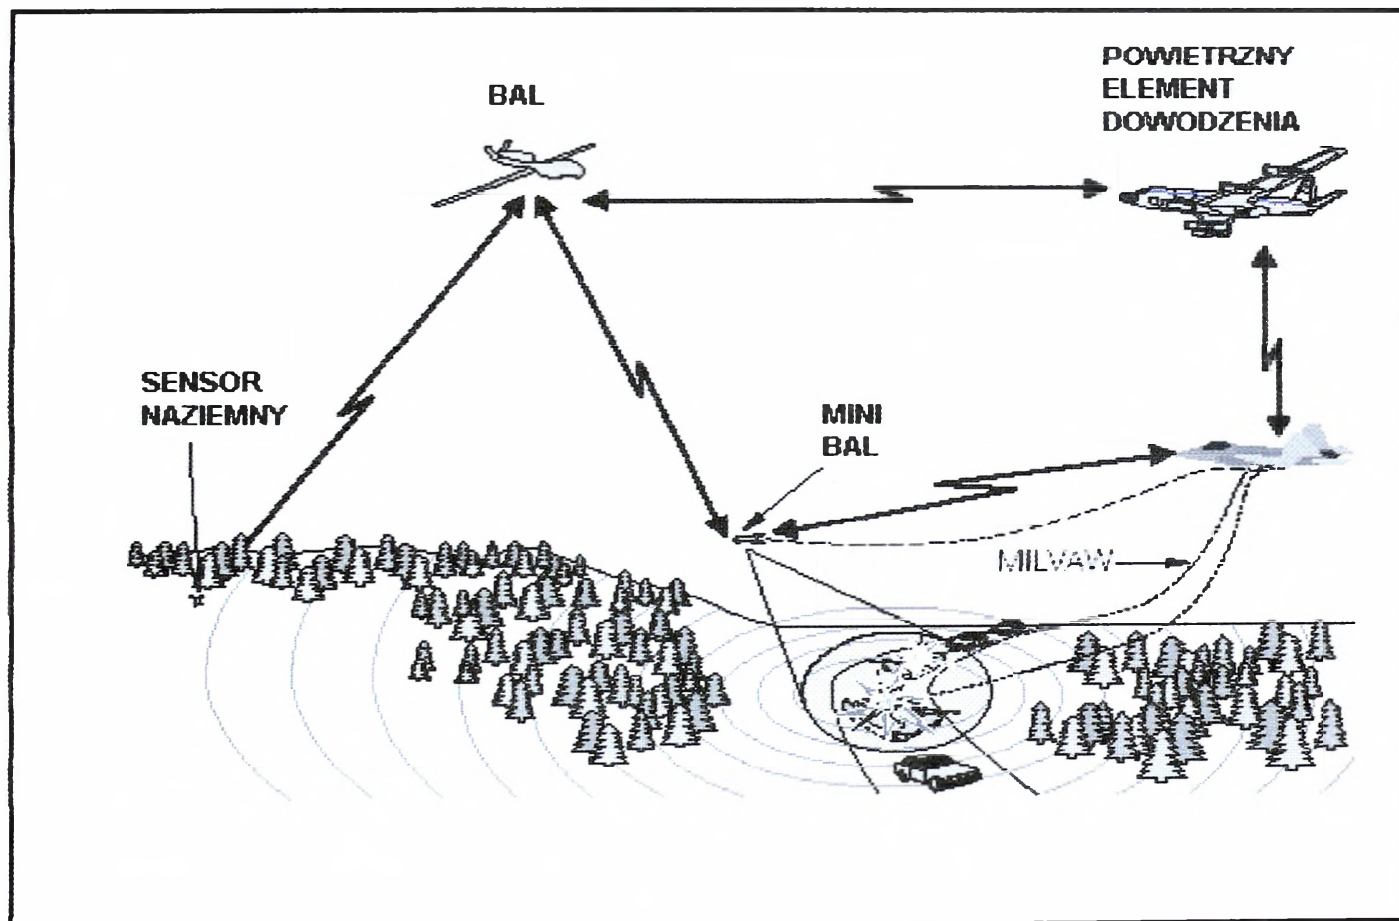 BAL
POWIETRZNY
ELEMENT
DOWODZENIA
SENSOR
NAZIEMNY
MINI
BAL
MILVAW